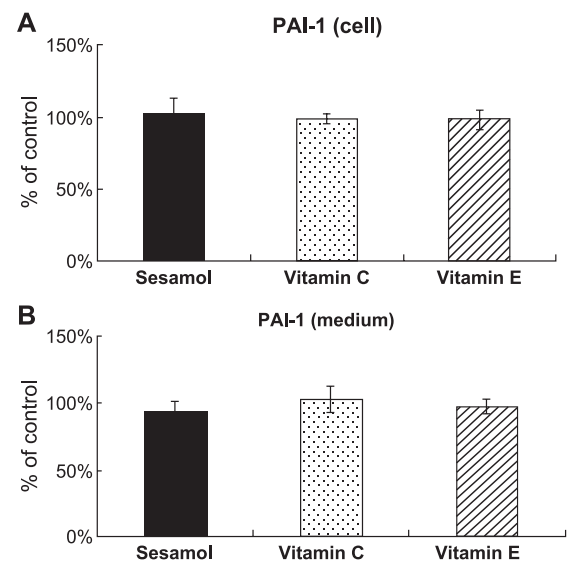 A
PAI-1 (cell)
150%
100%
50%
0%
% of control
Sesamol Vitamin C Vitamin E
B
PAI-1 (medium)
150%
100%
50%
0%
% of control
Sesamol Vitamin C Vitamin E